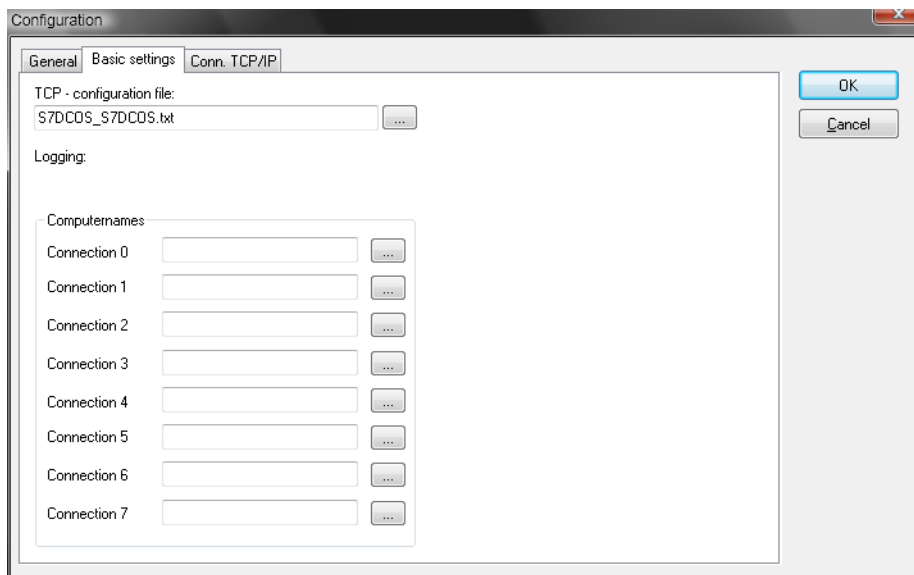 Configuration
General Basic settings Conn. TCP/IP
TCP - configuration file:
S7DCOS_S7DCOS.txt ...
Logging:
Computernames
Connection 0 ...
Connection 1 ...
Connection 2 ...
Connection 3 ...
Connection 4 ...
Connection 5 ...
Connection 6 ...
Connection 7 ...
OK
Cancel